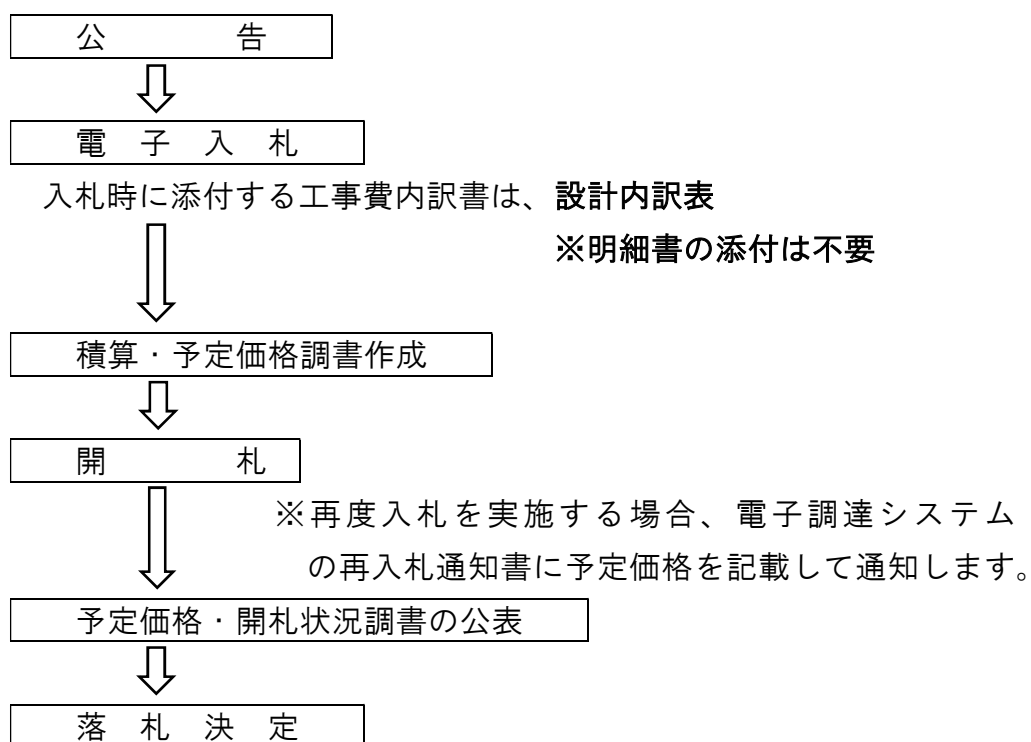 公　告
電　子　入　札
入札時に添付する工事費内訳書は、設計内訳表
※明細書の添付は不要
積算・予定価格調書作成
開　札
※再度入札を実施する場合、電子調達システム
の再入札通知書に予定価格を記載して通知します。
予定価格・開札状況調書の公表
落　札　決　定